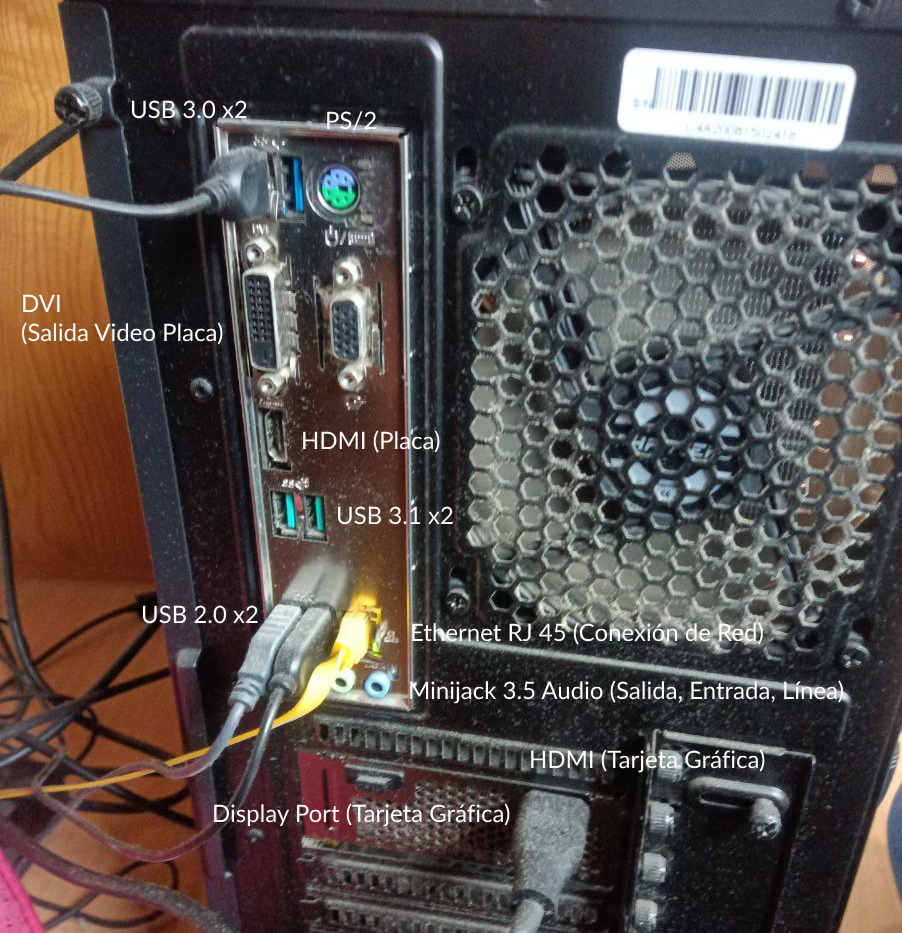 USB 3.0 x2
PS/2
DVI
(Salida Video Placa)
HDMI (Placa)
USB 3.1 x2
USB 2.0 x2
Ethernet RJ 45 (Conexión de Red)
Minijack 3.5 Audio (Salida, Entrada, Línea)
HDMI (Tarjeta Gráfica)
Display Port (Tarjeta Gráfica)